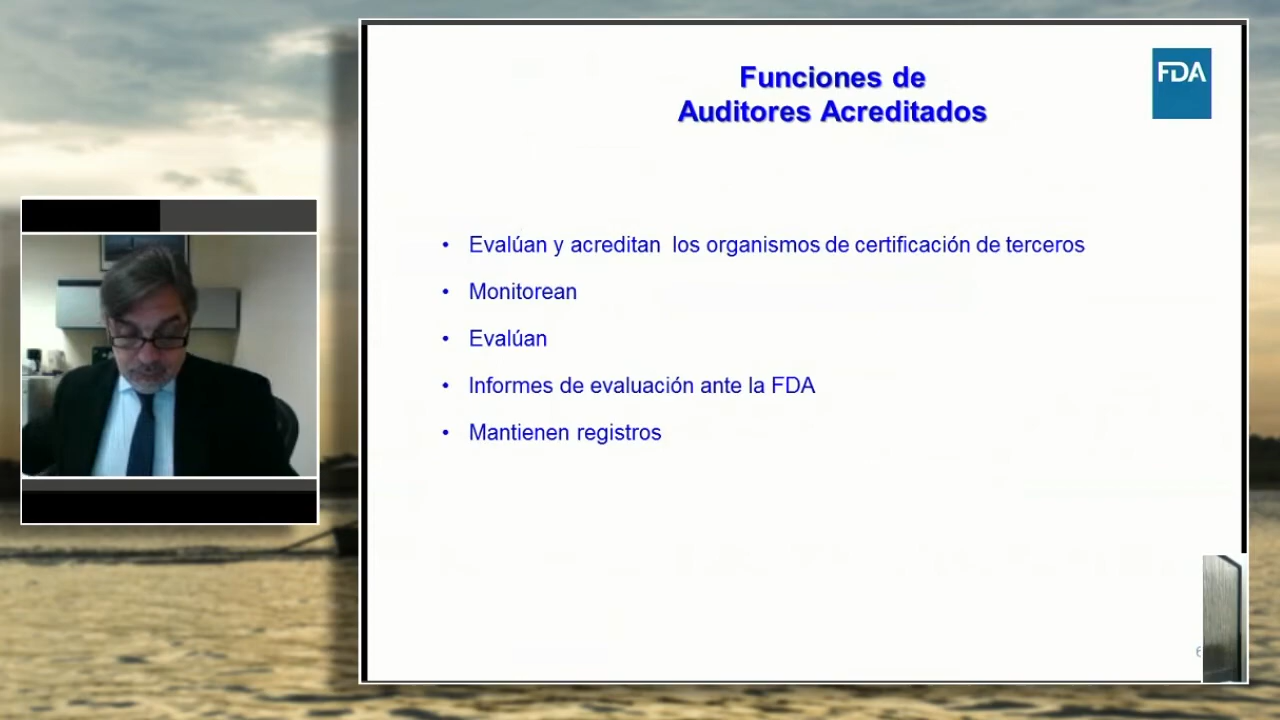 Funciones de
Auditores Acreditados
FDA
• Evalúan y acreditan los organismos de certificación de terceros
• Monitorean
• Evalúan
• Informes de evaluación ante la FDA
• Mantienen registros